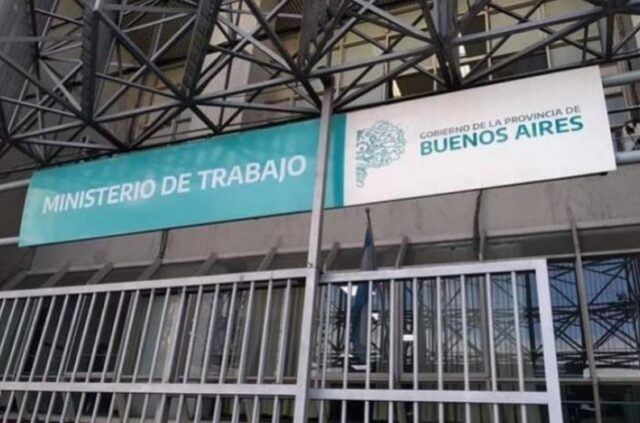 MINISTERIO DE TRABAJO
GOBIERNO DE LA PROVINCIA DE
BUENOS AIRES